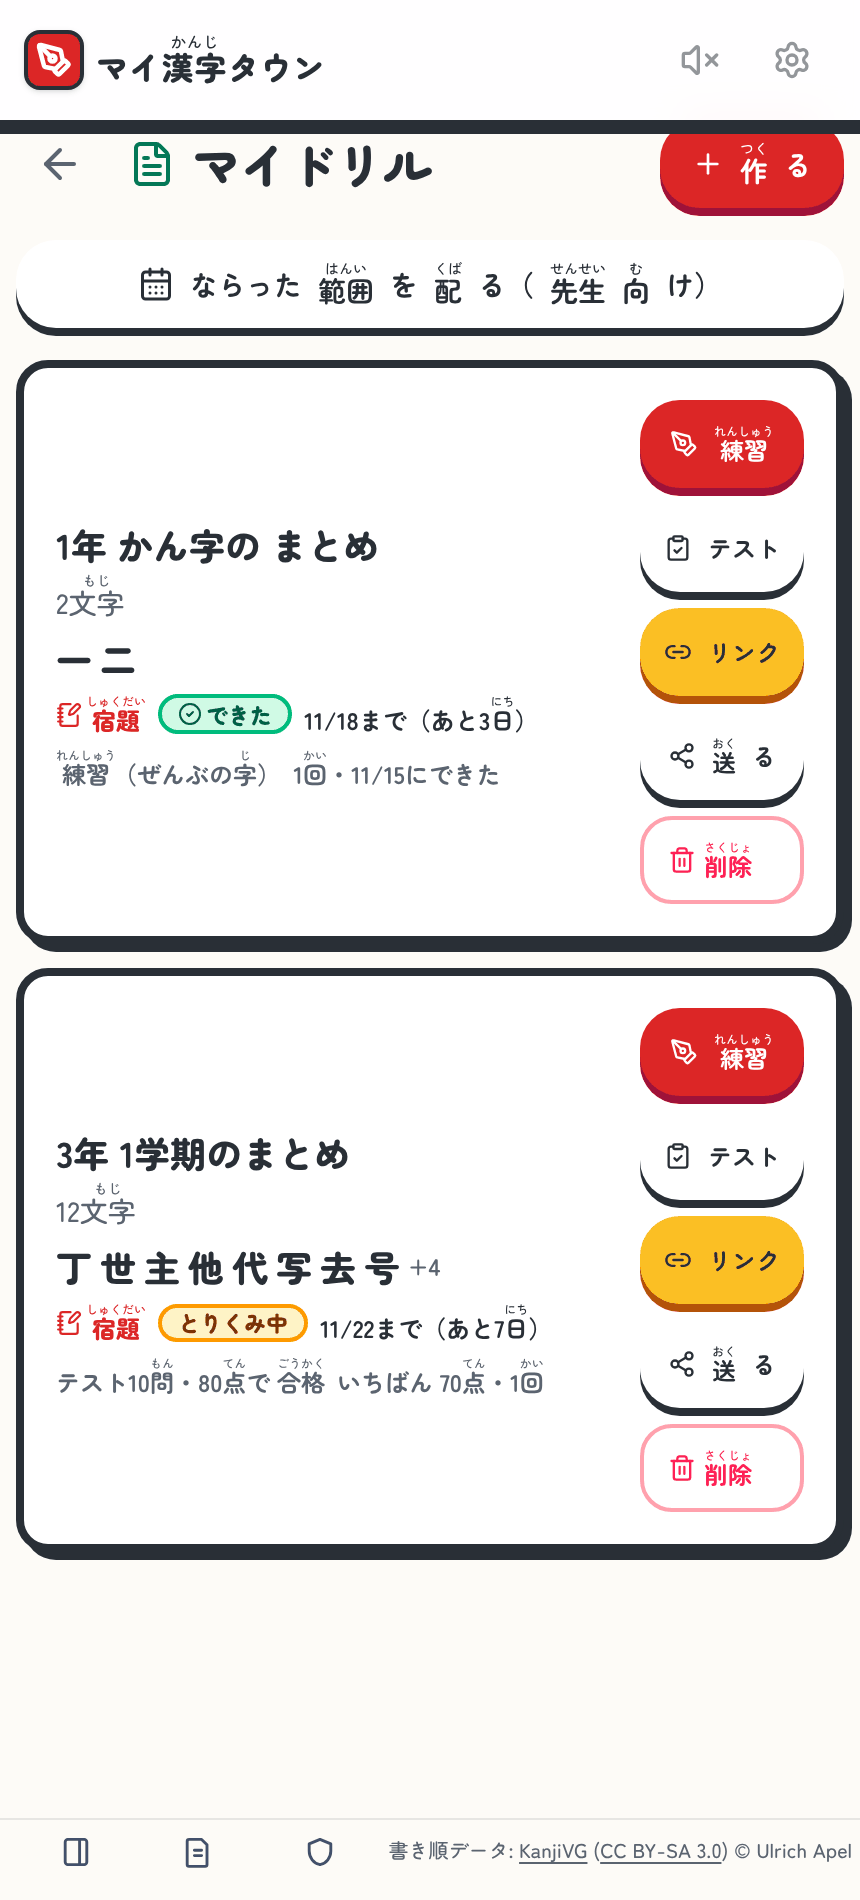 マイ漢字タウン
かんじ
マイドリル
作る
つく
ならった範囲を配る（先生向け）
はんい くば せんせい む
1年 かん字の まとめ
2文字
もじ
一 二
宿題 できた 11/18まで（あと3日）
しゅくだい にち
練習（ぜんぶの字） 1回・11/15にできた
れんしゅう じ かい
練習
れんしゅう
テスト
リンク
送る
おく
削除
さくじょ
3年 1学期のまとめ
12文字
もじ
丁 世 主 他 代 写 去 号 +4
宿題 とりくみ中 11/22まで（あと7日）
しゅくだい にち
テスト10問・80点で 合格 いちばん 70点・1回
もん てん ごうかく てん かい
練習
れんしゅう
テスト
リンク
送る
おく
削除
さくじょ
書き順データ: KanjiVG (CC BY-SA 3.0) © Ulrich Apel